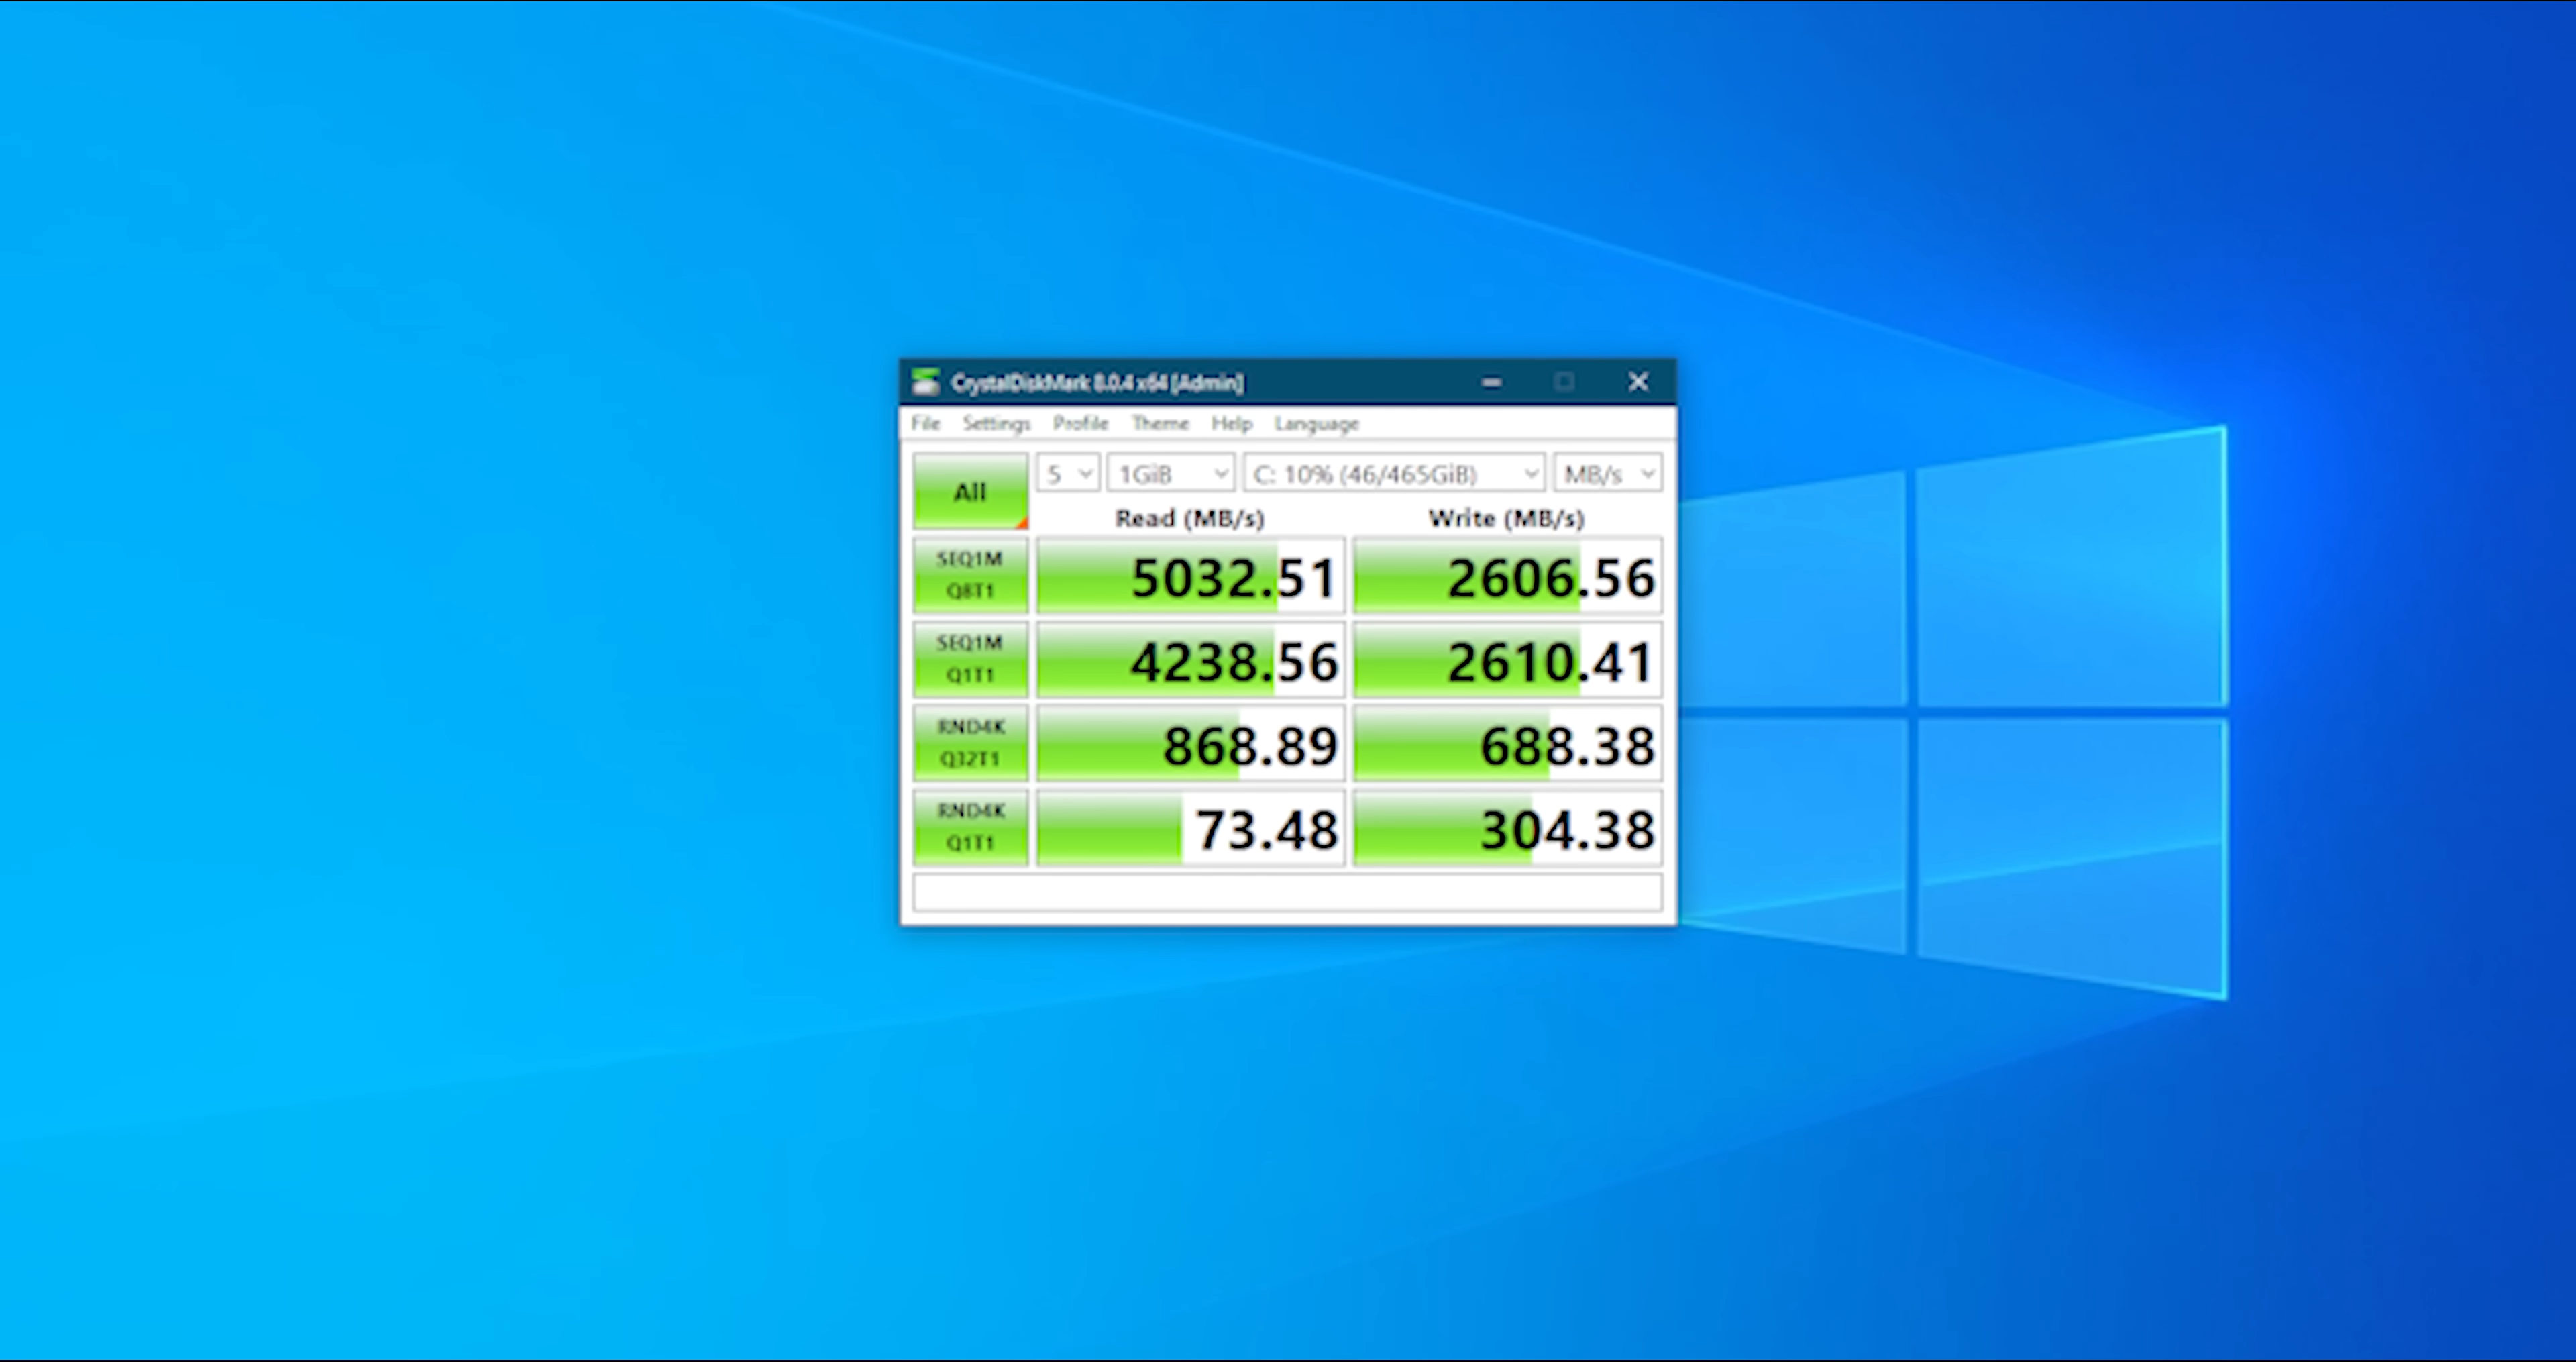 CrystalDiskMark 8.0.4 x64 [Admin]
File Settings Profile Theme Help Language
All 5 1GiB C: 10% (46/465GiB) MB/s
Read (MB/s) Write (MB/s)
SEQ1M Q8T1 5032.51 2606.56
SEQ1M Q1T1 4238.56 2610.41
RND4K Q32T1 868.89 688.38
RND4K Q1T1 73.48 304.38